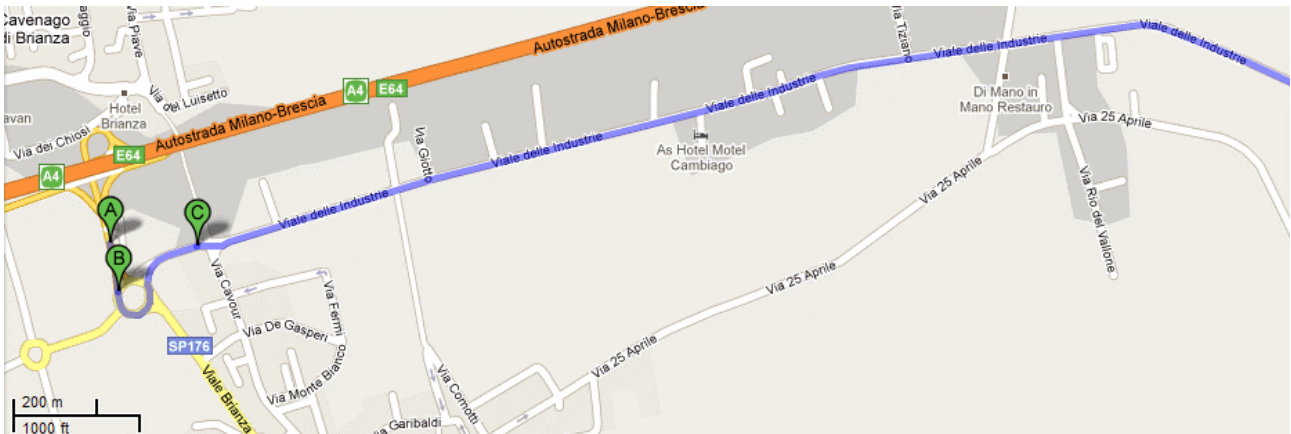 Cavenago
di Brianza
Via Piave
Via Tiziano
Autostrada Milano-Brescia
Viale delle Industrie
Viale delle Industrie
A4
E64
Via del Luisetto
Hotel
Brianza
Viale delle Industrie
Di Mano in
Mano Restauro
avan
Via dei Chiosi
Autostrada Milano-Brescia
Via 25 Aprile
E64
Via Giotto
Viale delle Industrie
As Hotel Motel
Cambiago
A4
Via 25 Aprile
Via Rio del Vallone
Viale delle Industrie
A
C
B
Via Cavour
Via 25 Aprile
Via Fermi
Via De Gasperi
SP176
Via Monte Bianco
Via 25 Aprile
Viale Brianza
Via Comotti
200 m
Garibaldi
1000 ft